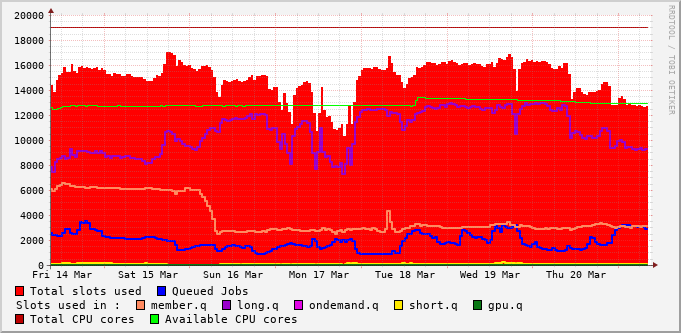 20000
18000
16000
14000
12000
10000
8000
6000
4000
2000
0
Fri 14 Mar Sat 15 Mar Sun 16 Mar Mon 17 Mar Tue 18 Mar Wed 19 Mar Thu 20 Mar
Total slots used Queued Jobs
Slots used in : member.q long.q ondemand.q short.q gpu.q
Total CPU cores Available CPU cores
RRDTOOL / TOBI OETIKER